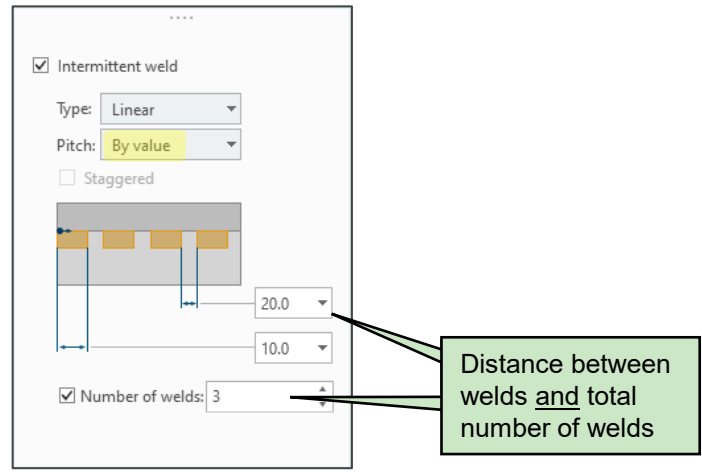 Intermittent weld
Type: Linear
Pitch: By value
Staggered
20.0
10.0
Number of welds: 3
Distance between
welds and total
number of welds